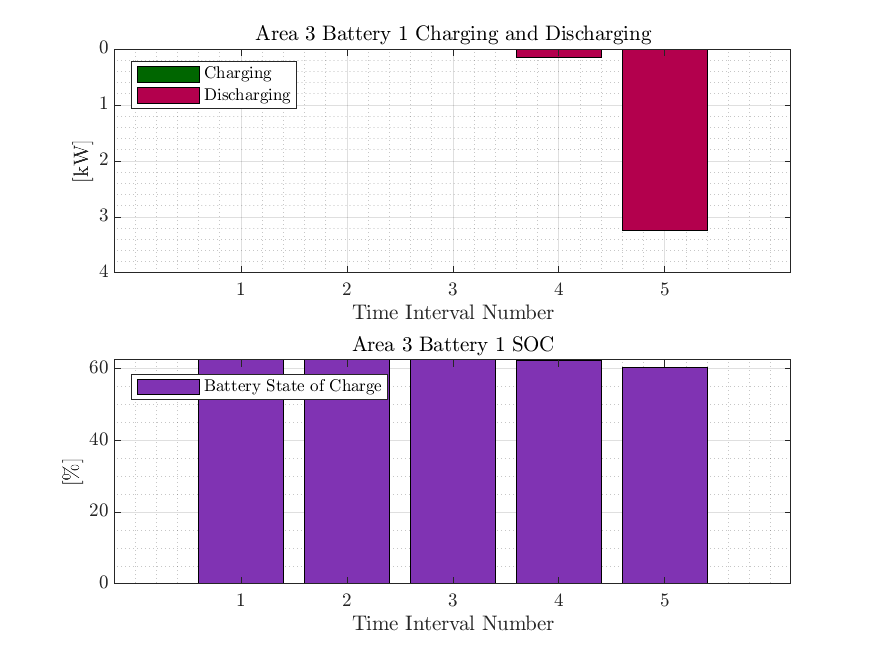 Area 3 Battery 1 Charging and Discharging
0
1
2
3
4
[kW]
Charging
Discharging
1 2 3 4 5
Time Interval Number
Area 3 Battery 1 SOC
60
40
20
0
[%]
Battery State of Charge
1 2 3 4 5
Time Interval Number